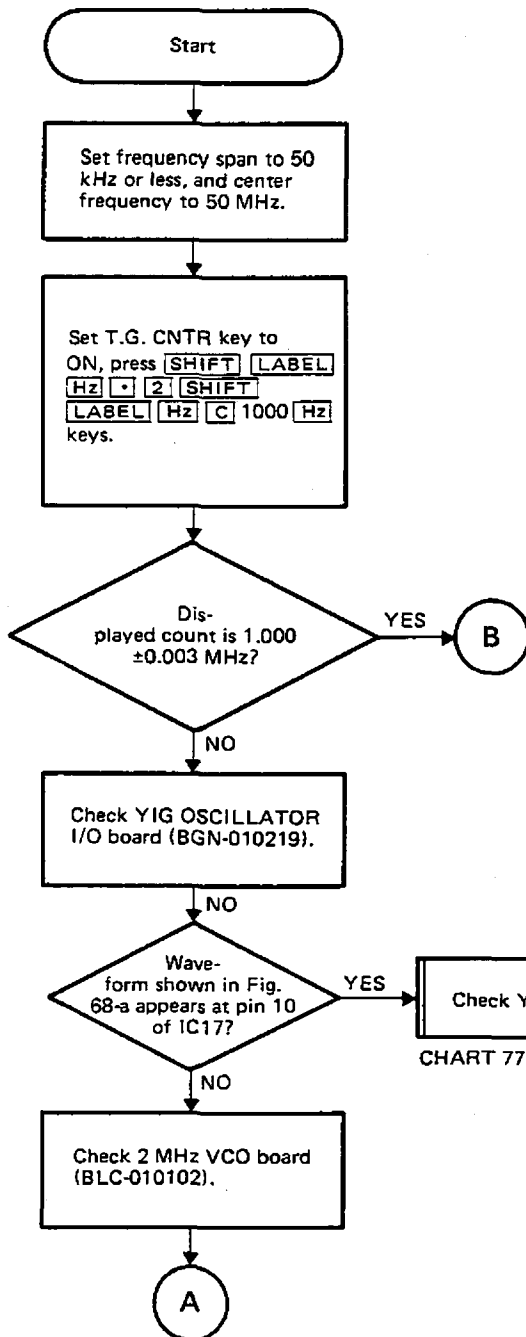 Start
Set frequency span to 50
kHz or less, and center
frequency to 50 MHz.
Set T.G. CNTR key to
ON, press SHIFT LABEL
Hz • 2 SHIFT
LABEL Hz C 1000 Hz
keys.
Dis-
played count is 1.000
±0.003 MHz?
YES
B
NO
Check YIG OSCILLATOR
I/O board (BGN-010219).
NO
Wave-
form shown in Fig.
68-a appears at pin 10
of IC17?
YES
Check Y
CHART 77
NO
Check 2 MHz VCO board
(BLC-010102).
A